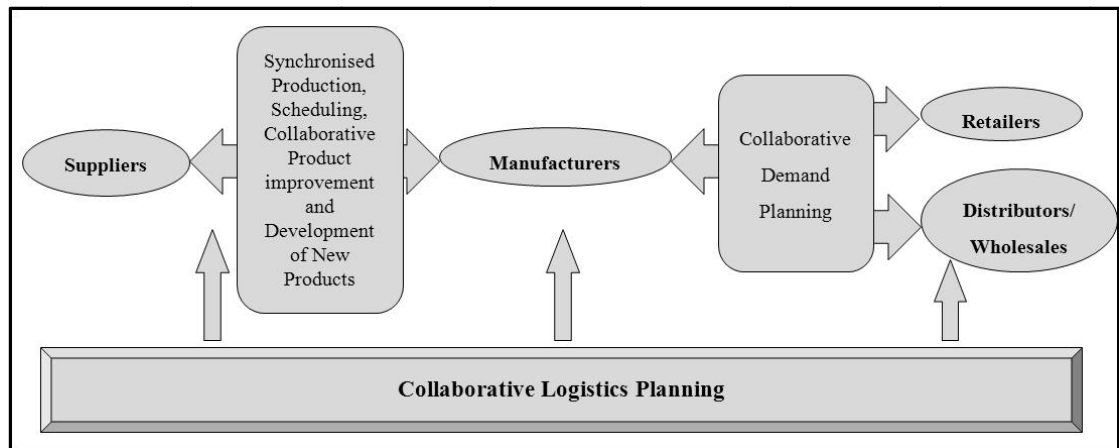 Suppliers
Synchronised
Production,
Scheduling,
Collaborative
Product
improvement
and
Development
of New
Products
Manufacturers
Collaborative
Demand
Planning
Retailers
Distributors/
Wholesales
Collaborative Logistics Planning